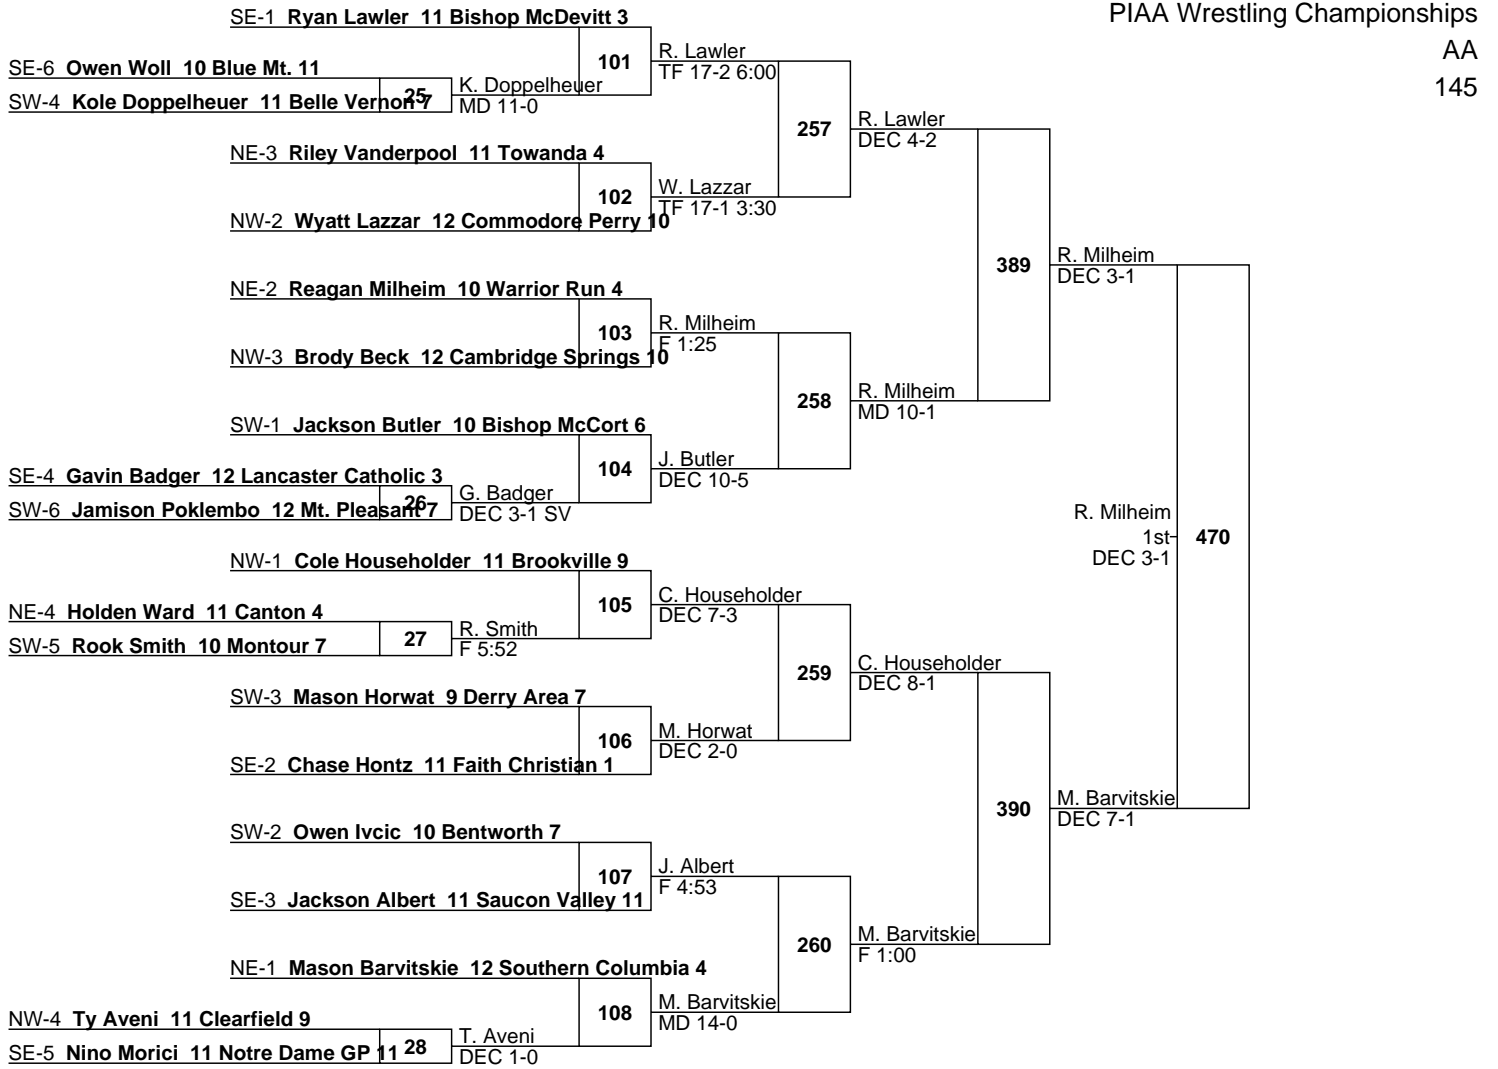 PIAA Wrestling Championships
AA
145
SE-1 Ryan Lawler 11 Bishop McDevitt 3
101
R. Lawler
TF 17-2 6:00
SE-6 Owen Woll 10 Blue Mt. 11
25
K. Doppelheuer
MD 11-0
SW-4 Kole Doppelheuer 11 Belle Vernon 7
257
R. Lawler
DEC 4-2
NE-3 Riley Vanderpool 11 Towanda 4
102
W. Lazzar
TF 17-1 3:30
NW-2 Wyatt Lazzar 12 Commodore Perry 10
389
R. Milheim
DEC 3-1
NE-2 Reagan Milheim 10 Warrior Run 4
103
R. Milheim
F 1:25
NW-3 Brody Beck 12 Cambridge Springs 10
258
R. Milheim
MD 10-1
SW-1 Jackson Butler 10 Bishop McCort 6
104
J. Butler
DEC 10-5
SE-4 Gavin Badger 12 Lancaster Catholic 3
26
G. Badger
DEC 3-1 SV
SW-6 Jamison Poklembo 12 Mt. Pleasant 7
R. Milheim
1st
DEC 3-1
470
NW-1 Cole Householder 11 Brookville 9
105
C. Householder
DEC 7-3
NE-4 Holden Ward 11 Canton 4
27
R. Smith
F 5:52
SW-5 Rook Smith 10 Montour 7
259
C. Householder
DEC 8-1
SW-3 Mason Horwat 9 Derry Area 7
106
M. Horwat
DEC 2-0
SE-2 Chase Hontz 11 Faith Christian 1
390
M. Barvitskie
DEC 7-1
SW-2 Owen Ivcic 10 Bentworth 7
107
J. Albert
F 4:53
SE-3 Jackson Albert 11 Saucon Valley 11
260
M. Barvitskie
F 1:00
NE-1 Mason Barvitskie 12 Southern Columbia 4
108
M. Barvitskie
MD 14-0
NW-4 Ty Aveni 11 Clearfield 9
28
T. Aveni
DEC 1-0
SE-5 Nino Morici 11 Notre Dame GP 11